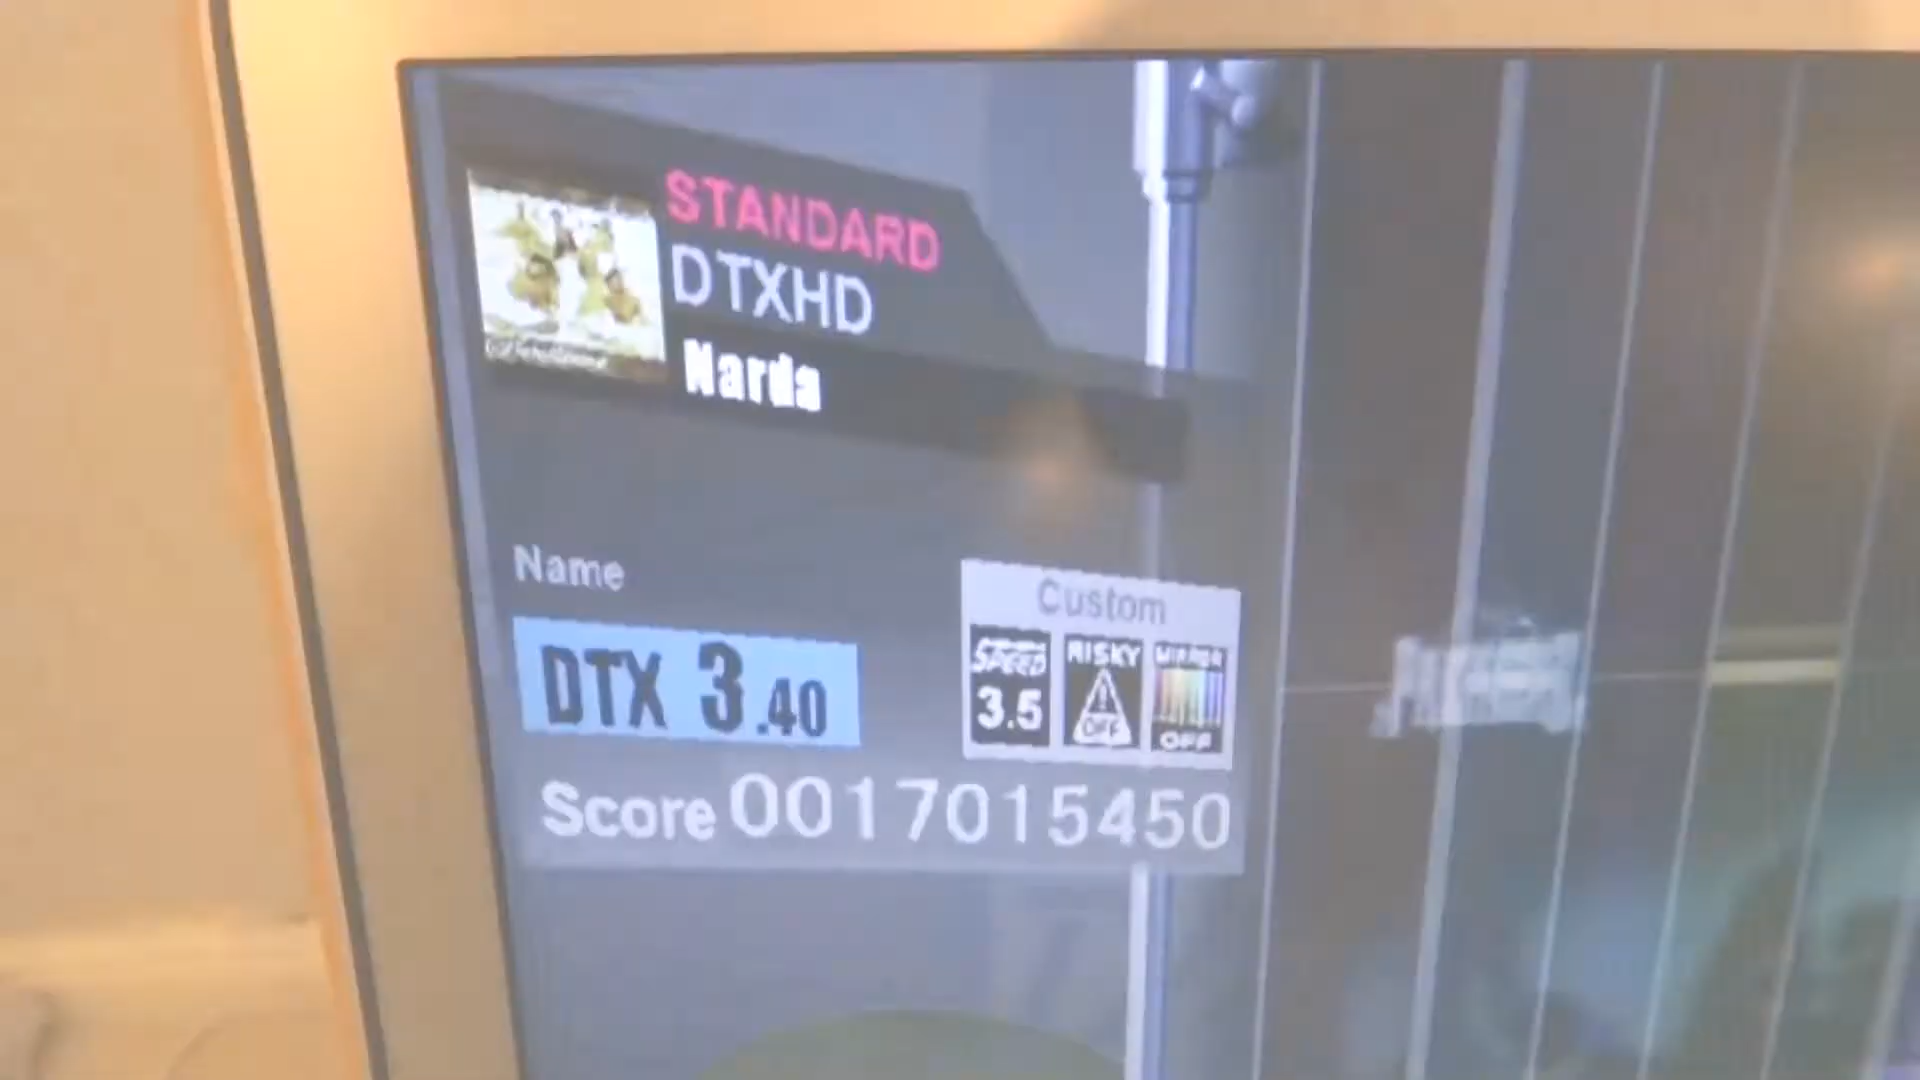 STANDARD
DTXHD
Narda
Name
Custom
DTX 3.40
SPEED
3.5
RISKY
OFF
MIRROR
OFF
Score 0017015450